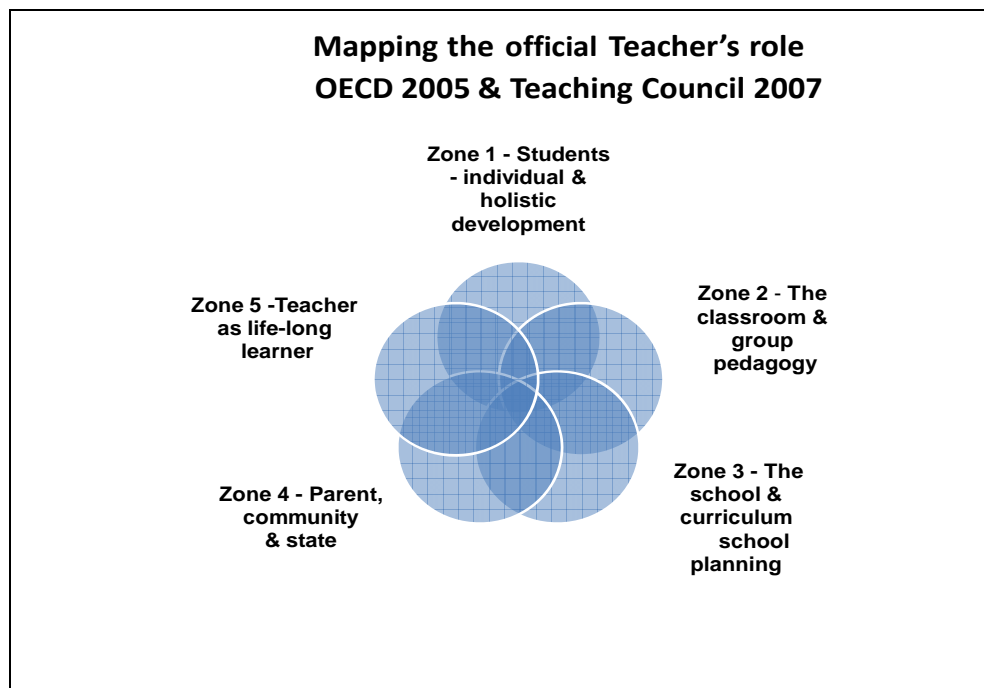 Mapping the official Teacher’s role
OECD 2005 & Teaching Council 2007
Zone 1 - Students
- individual &
holistic
development
Zone 2 - The
classroom &
group
pedagogy
Zone 3 - The
school &
curriculum
school
planning
Zone 4 - Parent,
community
& state
Zone 5 -Teacher
as life-long
learner